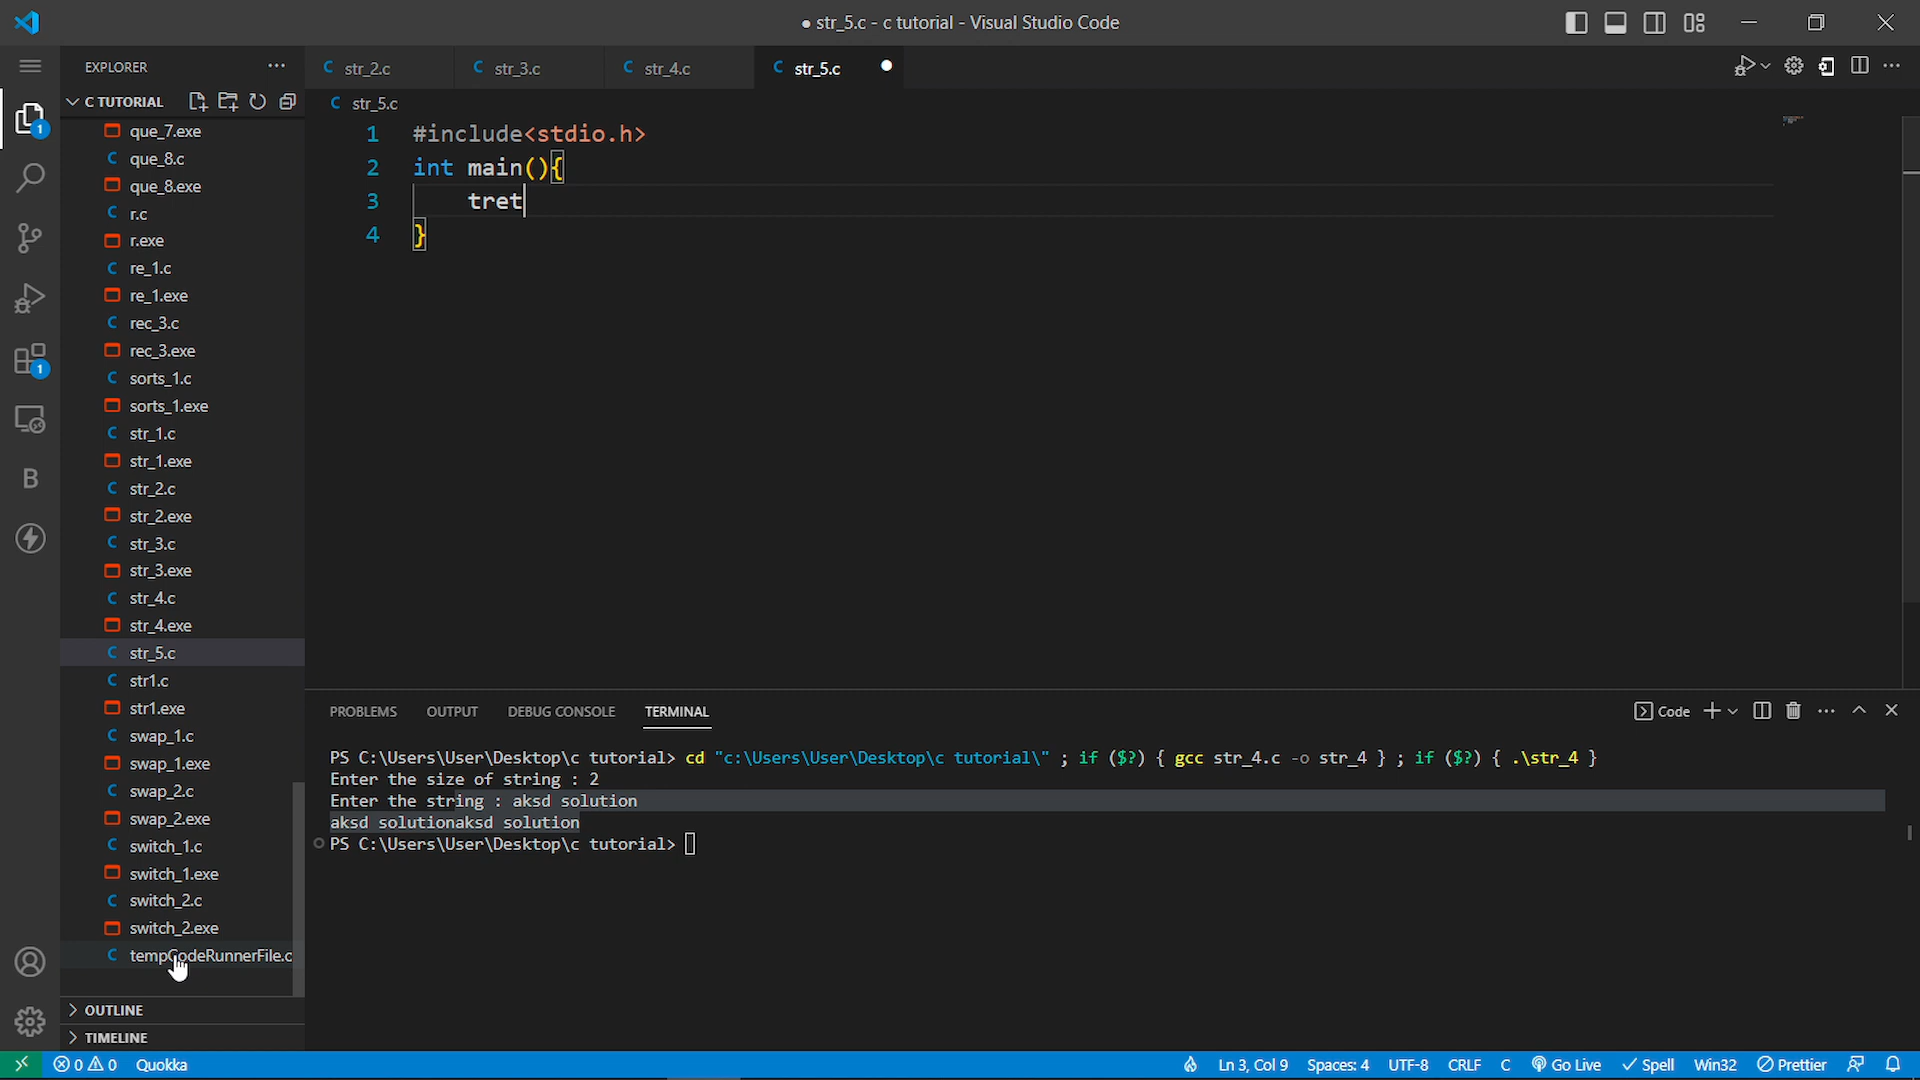 ● str_5.c - c tutorial - Visual Studio Code
EXPLORER
C TUTORIAL
que_7.exe
que_8.c
que_8.exe
r.c
r.exe
re_1.c
re_1.exe
rec_3.c
rec_3.exe
sorts_1.c
sorts_1.exe
str_1.c
str_1.exe
str_2.c
str_2.exe
str_3.c
str_3.exe
str_4.c
str_4.exe
str_5.c
str1.c
str1.exe
swap_1.c
swap_1.exe
swap_2.c
swap_2.exe
switch_1.c
switch_1.exe
switch_2.c
switch_2.exe
tempCodeRunnerFile.c
OUTLINE
TIMELINE
C str_2.c C str_3.c C str_4.c C str_5.c
C str_5.c
1 #include<stdio.h>
2 int main(){
3 tret
4 }
PROBLEMS OUTPUT DEBUG CONSOLE TERMINAL
Code
PS C:\Users\User\Desktop\c tutorial> cd "c:\Users\User\Desktop\c tutorial\" ; if ($?) { gcc str_4.c -o str_4 } ; if ($?) { .\str_4 }
Enter the size of string : 2
Enter the string : aksd solution
aksd solutionaksd solution
PS C:\Users\User\Desktop\c tutorial>
0 0 Quokka Ln 3, Col 9 Spaces: 4 UTF-8 CRLF C Go Live Spell Win32 Prettier